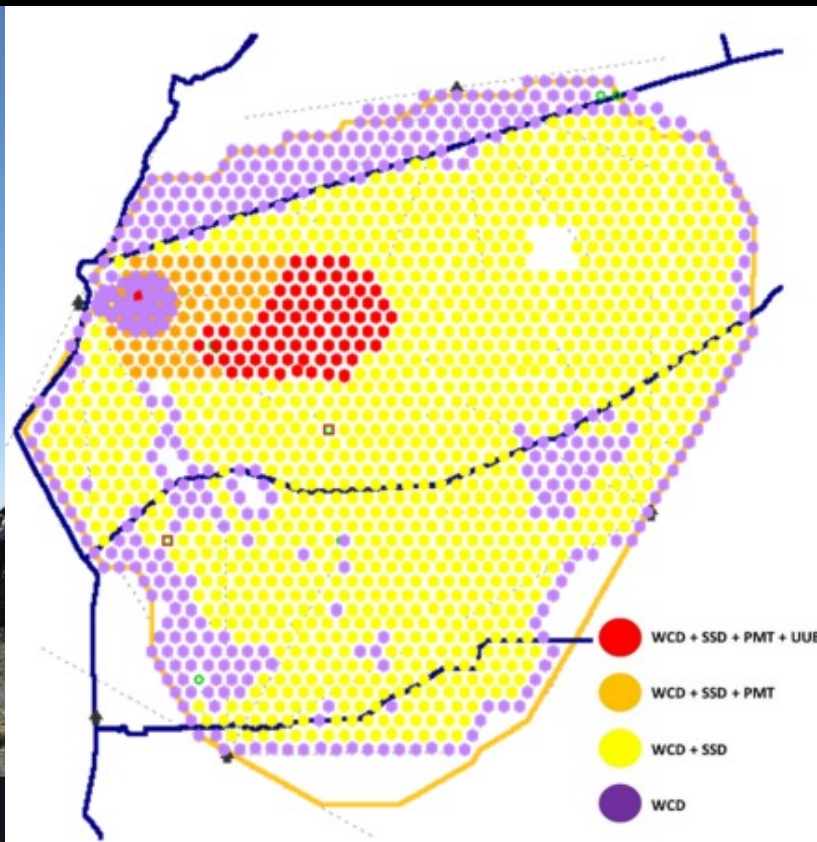 WCD + SSD + PMT + UUB
WCD + SSD + PMT
WCD + SSD
WCD